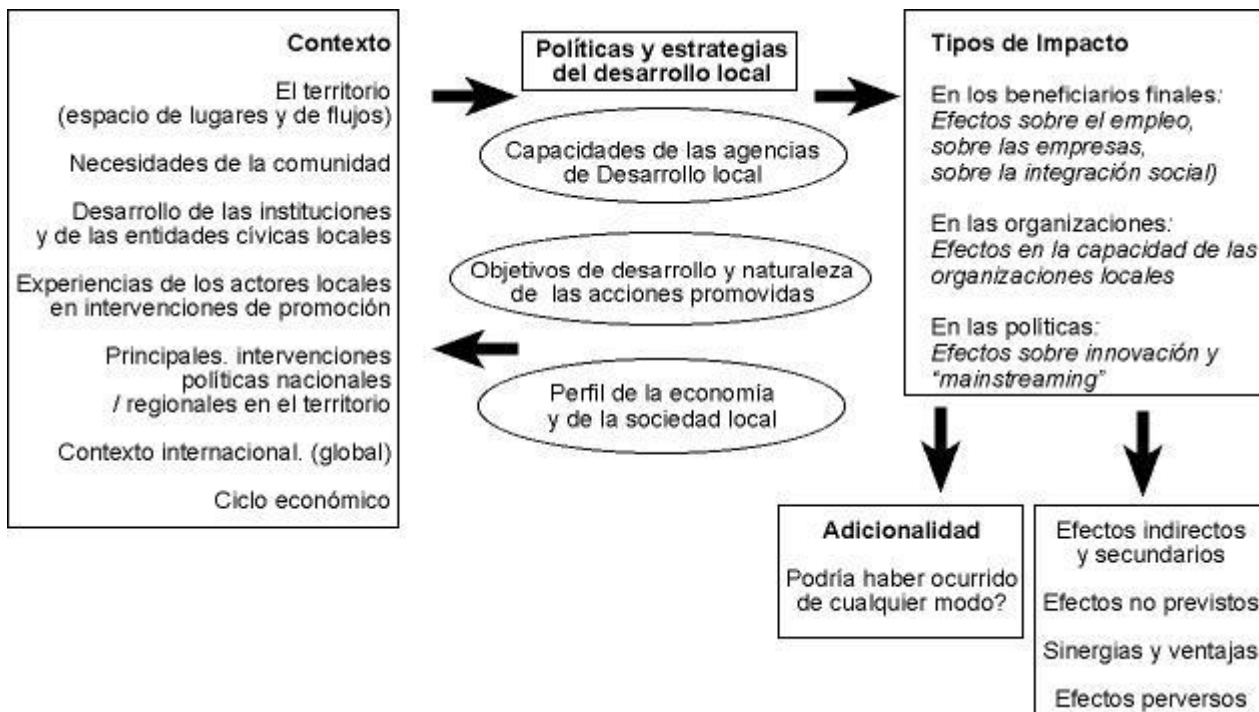 Contexto
El territorio
(espacio de lugares y de flujos)
Necesidades de la comunidad
Desarrollo de las instituciones
y de las entidades cívicas locales
Experiencias de los actores locales
en intervenciones de promoción
Principales. intervenciones
políticas nacionales
/ regionales en el territorio
Contexto internacional. (global)
Ciclo económico
Políticas y estrategias
del desarrollo local
Capacidades de las agencias
de Desarrollo local
Objetivos de desarrollo y naturaleza
de las acciones promovidas
Perfil de la economía
y de la sociedad local
Tipos de Impacto
En los beneficiarios finales:
Efectos sobre el empleo,
sobre las empresas,
sobre la integración social)
En las organizaciones:
Efectos en la capacidad de las
organizaciones locales
En las políticas:
Efectos sobre innovación y
“mainstreaming”
Adicionalidad
Podría haber ocurrido
de cualquier modo?
Efectos indirectos
y secundarios
Efectos no previstos
Sinergias y ventajas
Efectos perversos